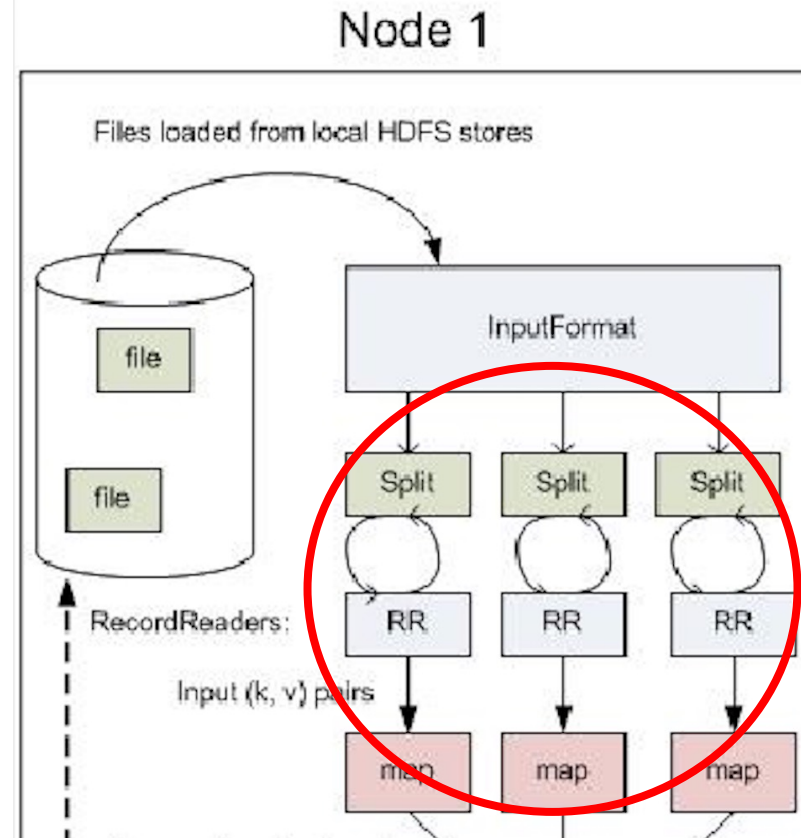 Node 1
Files loaded from local HDFS stores
InputFormat
file
file
Split Split Split
RecordReaders:
RR RR RR
Input (k, v) pairs
map map map